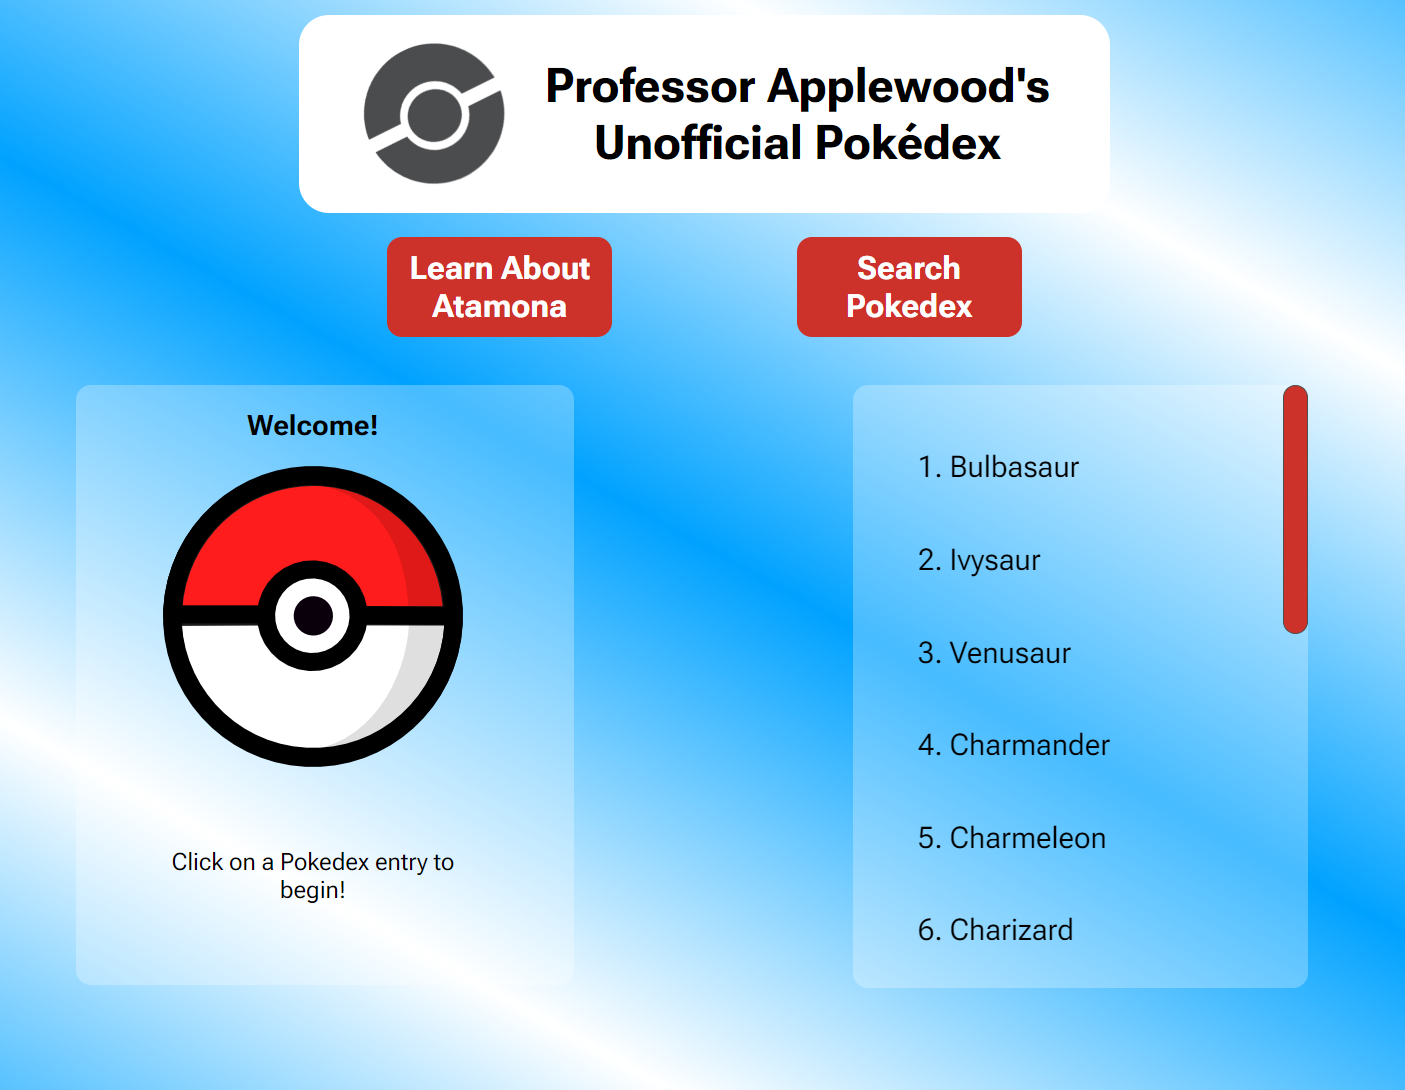 Professor Applewood's
Unofficial Pokédex
Learn About
Atamona
Search
Pokedex
Welcome!
Click on a Pokedex entry to
begin!
1. Bulbasaur
2. Ivysaur
3. Venusaur
4. Charmander
5. Charmeleon
6. Charizard